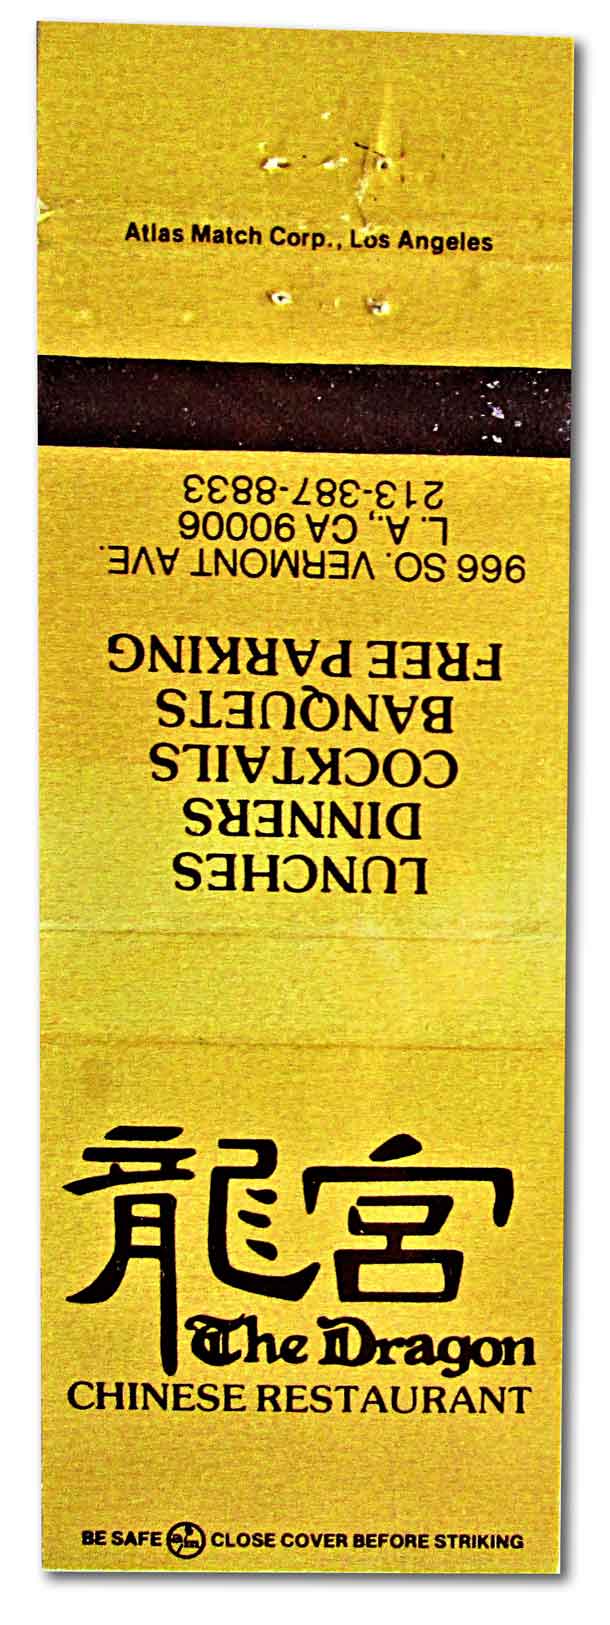 Atlas Match Corp., Los Angeles
LUNCHES
DINNERS
COCKTAILS
BANQUETS
FREE PARKING
966 SO. VERMONT AVE.
L. A., CA 90006
213-387-8833
龍宮
The Dragon
CHINESE RESTAURANT
BE SAFE CLOSE COVER BEFORE STRIKING